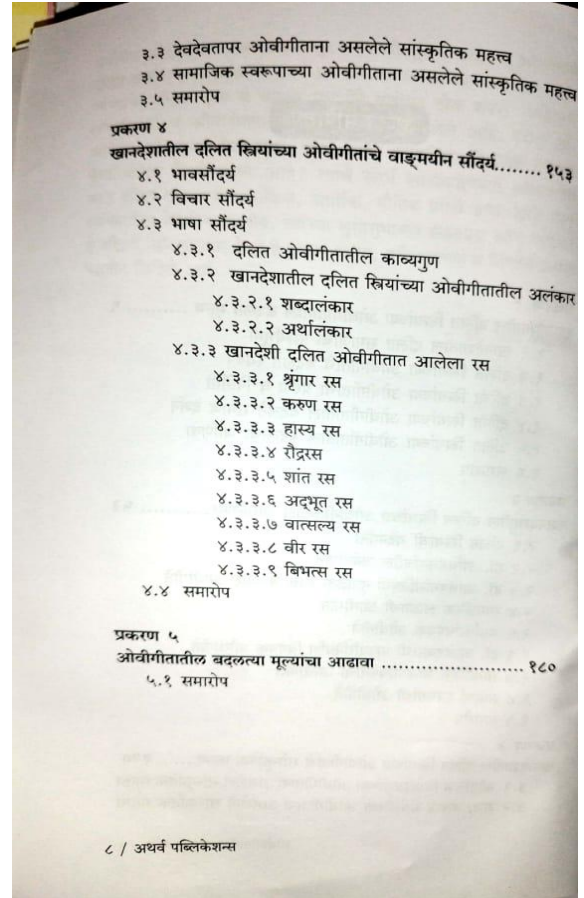 ३.३ देवदेवतापर ओवीगीताना असलेले सांस्कृतिक महत्त्व
३.४ सामाजिक स्वरूपाच्या ओवीगीताना असलेले सांस्कृतिक महत्त्व
३.५ समारोप
प्रकरण ४
खानदेशातील दलित स्त्रियांच्या ओवीगीतांचे वाङ्मयीन सौंदर्य........ १५३
४.१ भावसौंदर्य
४.२ विचार सौंदर्य
४.३ भाषा सौंदर्य
४.३.१ दलित ओवीगीतातील काव्यगुण
४.३.२ खानदेशातील दलित स्त्रियांच्या ओवीगीतातील अलंकार
४.३.२.१ शब्दालंकार
४.३.२.२ अर्थालंकार
४.३.३ खानदेशी दलित ओवीगीतात आलेला रस
४.३.३.१ श्रृंगार रस
४.३.३.२ करुण रस
४.३.३.३ हास्य रस
४.३.३.४ रौद्ररस
४.३.३.५ शांत रस
४.३.३.६ अद्भूत रस
४.३.३.७ वात्सल्य रस
४.३.३.८ वीर रस
४.३.३.९ बिभत्स रस
४.४ समारोप
प्रकरण ५
ओवीगीतातील बदलत्या मूल्यांचा आढावा ........................ १८०
५.१ समारोप
८ / अथर्व पब्लिकेशन्स